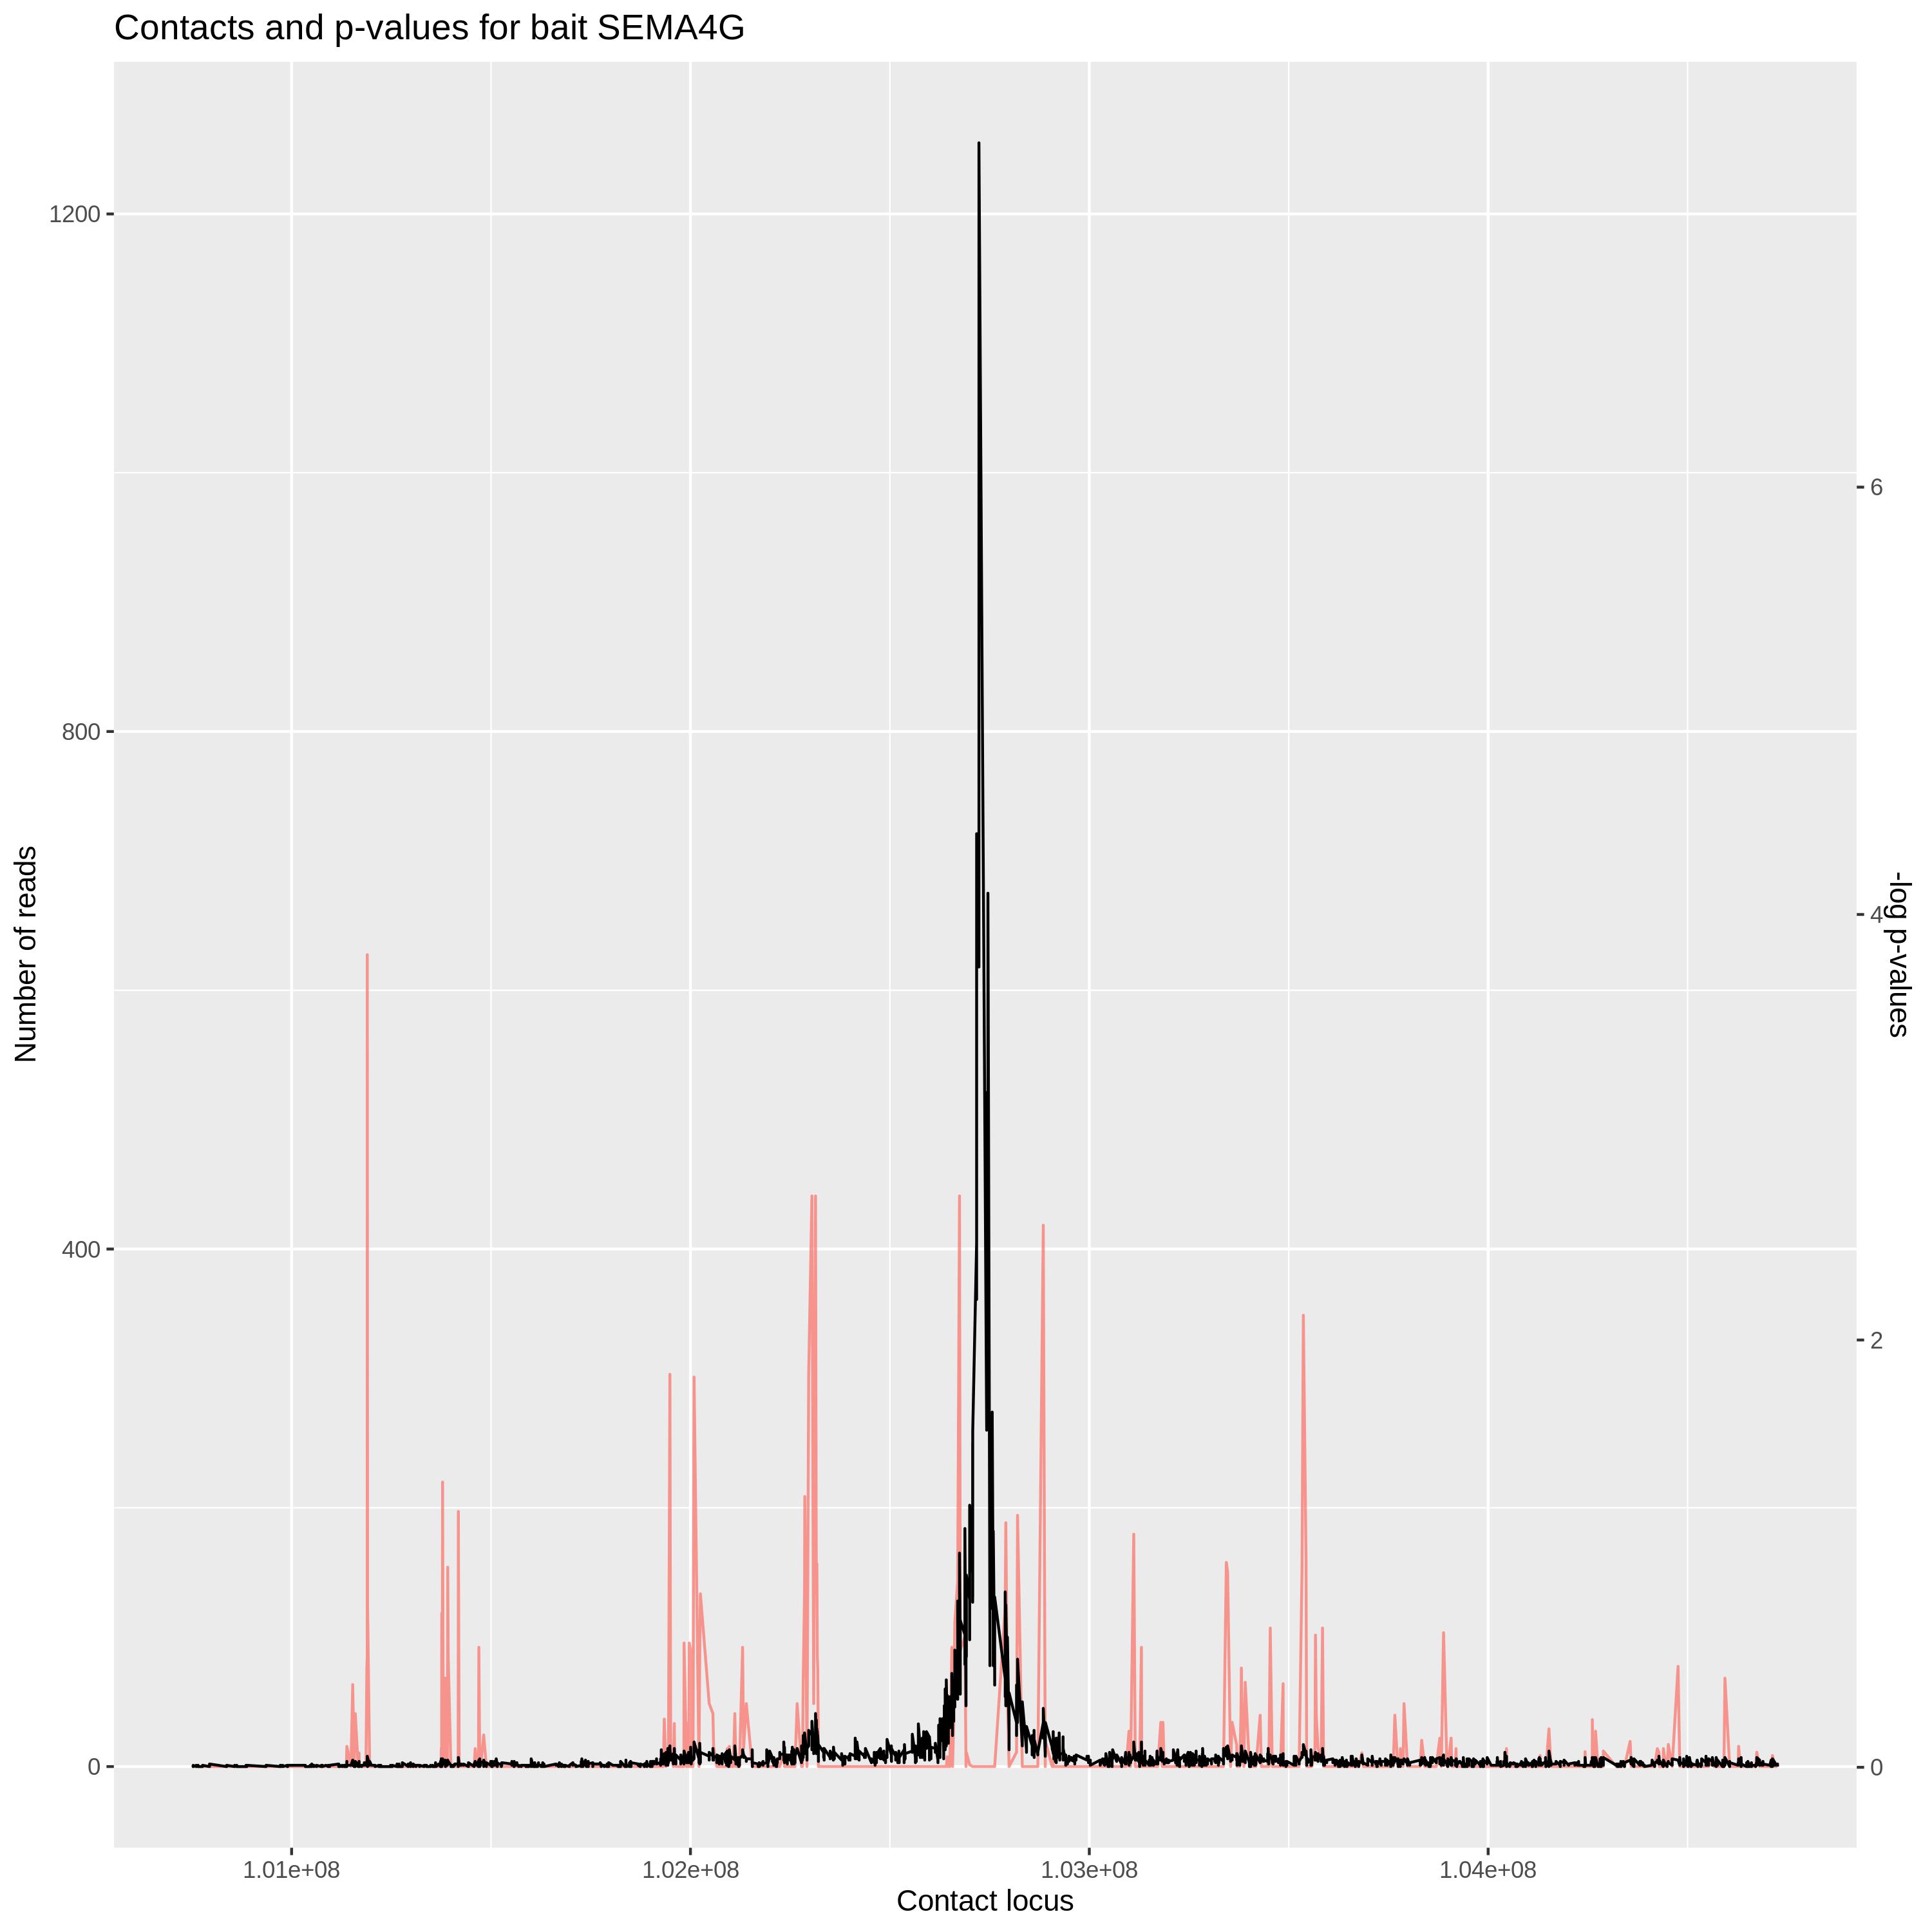 Contacts and p-values for bait SEMA4G
1200
800
400
0
Number of reads
6
4
2
0
-log p-values
1.01e+08
1.02e+08
1.03e+08
1.04e+08
Contact locus